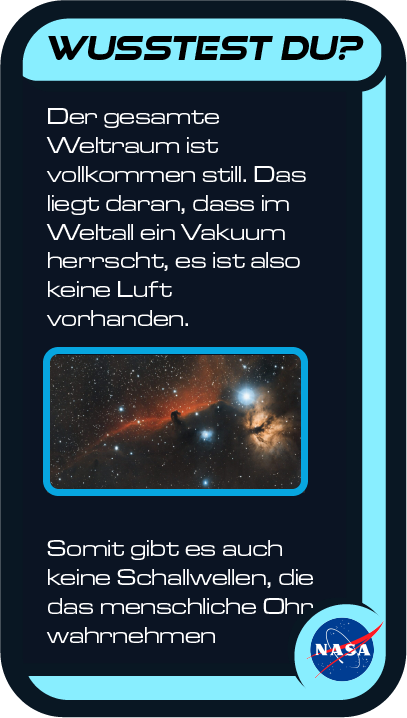 WUSSTEST DU?
Der gesamte
Weltraum ist
vollkommen still. Das
liegt daran, dass im
Weltall ein Vakuum
herrscht, es ist also
keine Luft
vorhanden.
Somit gibt es auch
keine Schallwellen, die
das menschliche Ohr
wahrnehmen
NASA